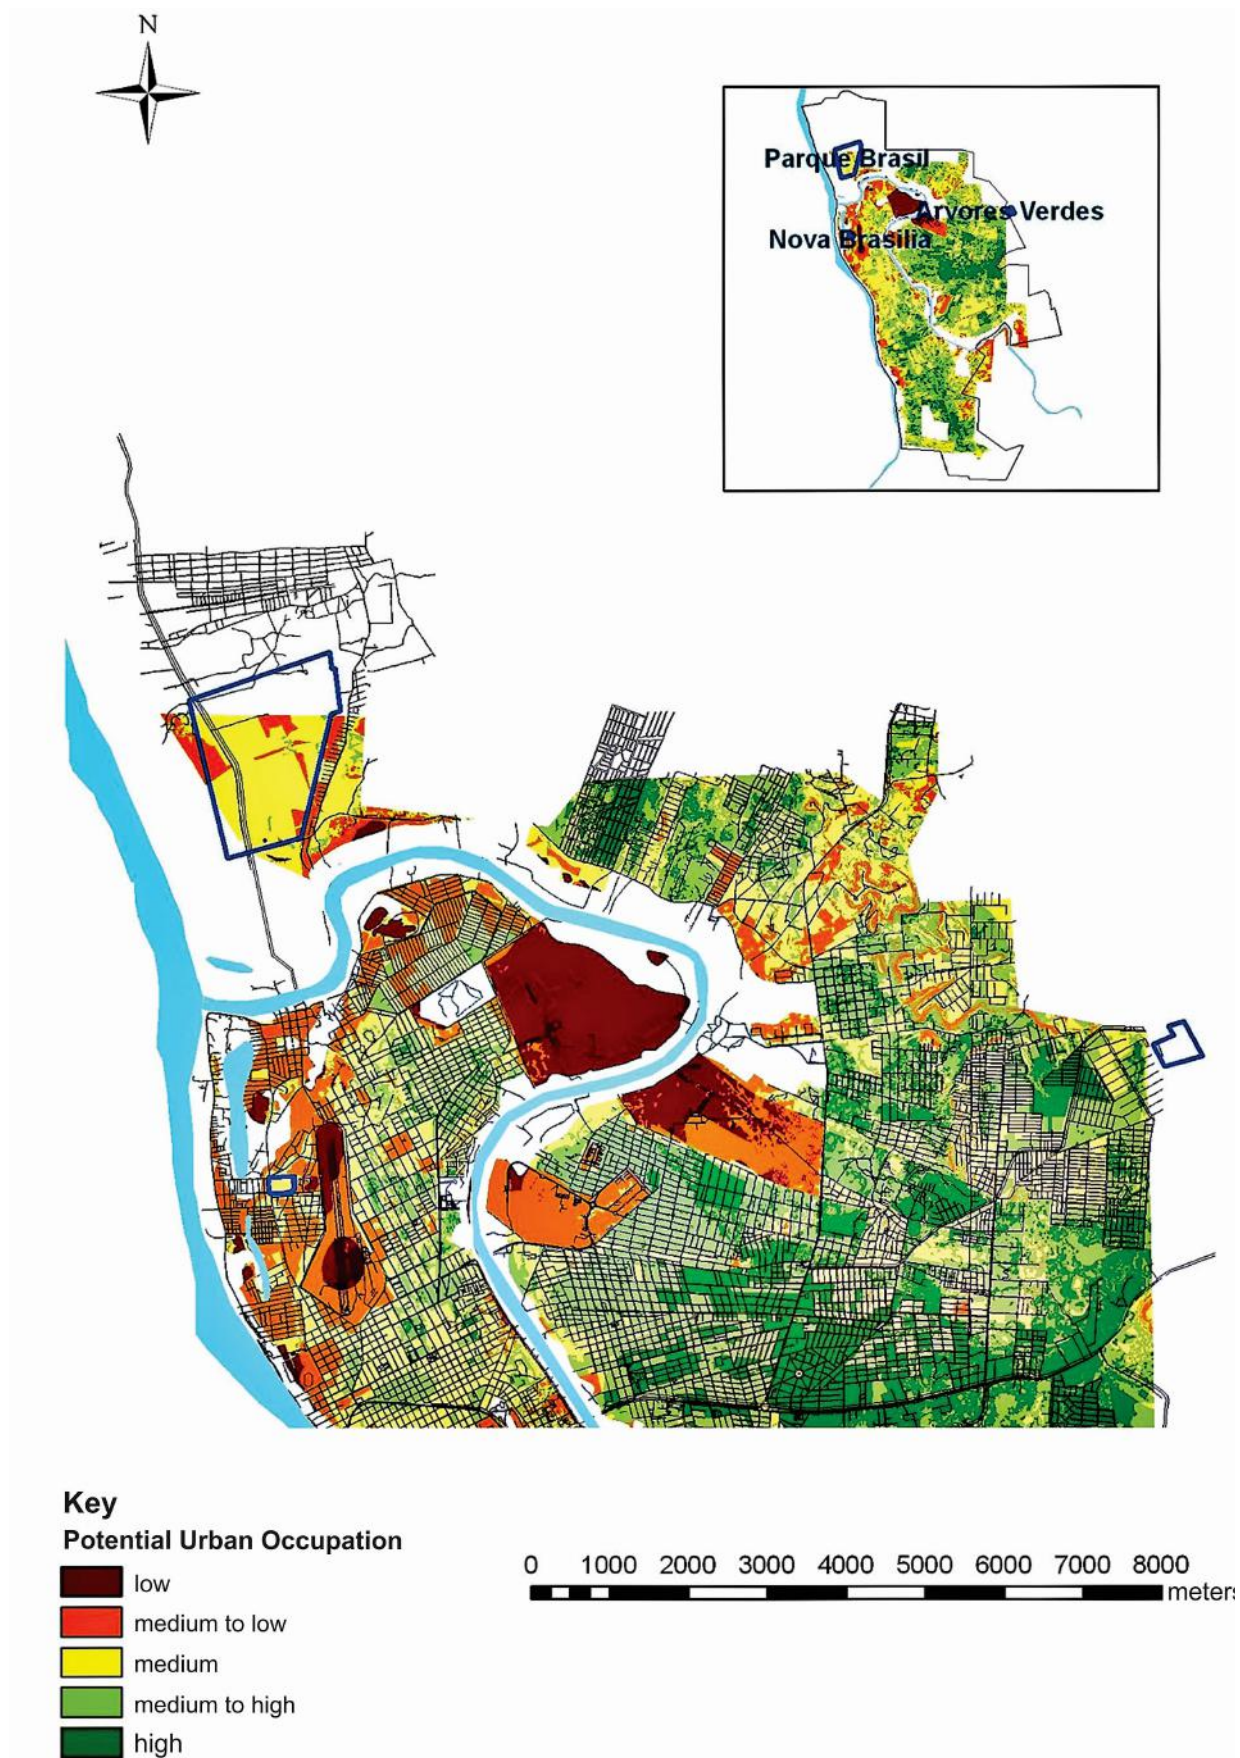 N
Parque Brasil
Arvores Verdes
Nova Brasilia
Key
Potential Urban Occupation
low
medium to low
medium
medium to high
high
0 1000 2000 3000 4000 5000 6000 7000 8000
meters